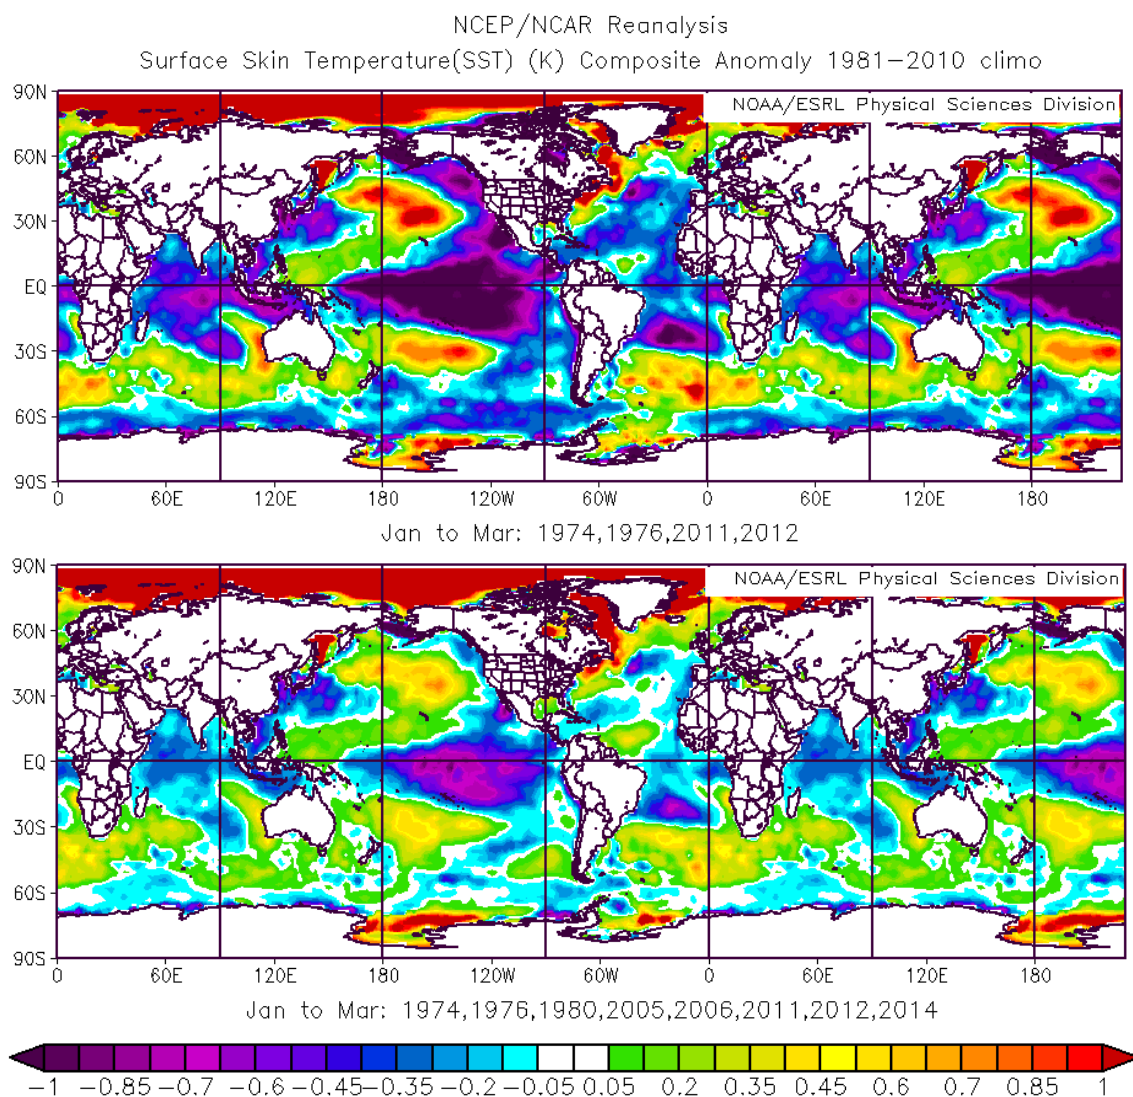 NCEP/NCAR Reanalysis
Surface Skin Temperature(SST) (K) Composite Anomaly 1981−2010 climo
NOAA/ESRL Physical Sciences Division
90N
60N
30N
EQ
30S
60S
90S
0 60E 120E 180 120W 60W 0 60E 120E 180
Jan to Mar: 1974,1976,2011,2012
NOAA/ESRL Physical Sciences Division
90N
60N
30N
EQ
30S
60S
90S
0 60E 120E 180 120W 60W 0 60E 120E 180
Jan to Mar: 1974,1976,1980,2005,2006,2011,2012,2014
−1 −0.85 −0.7 −0.6 −0.45 −0.35 −0.2 −0.05 0.05 0.2 0.35 0.45 0.6 0.7 0.85 1